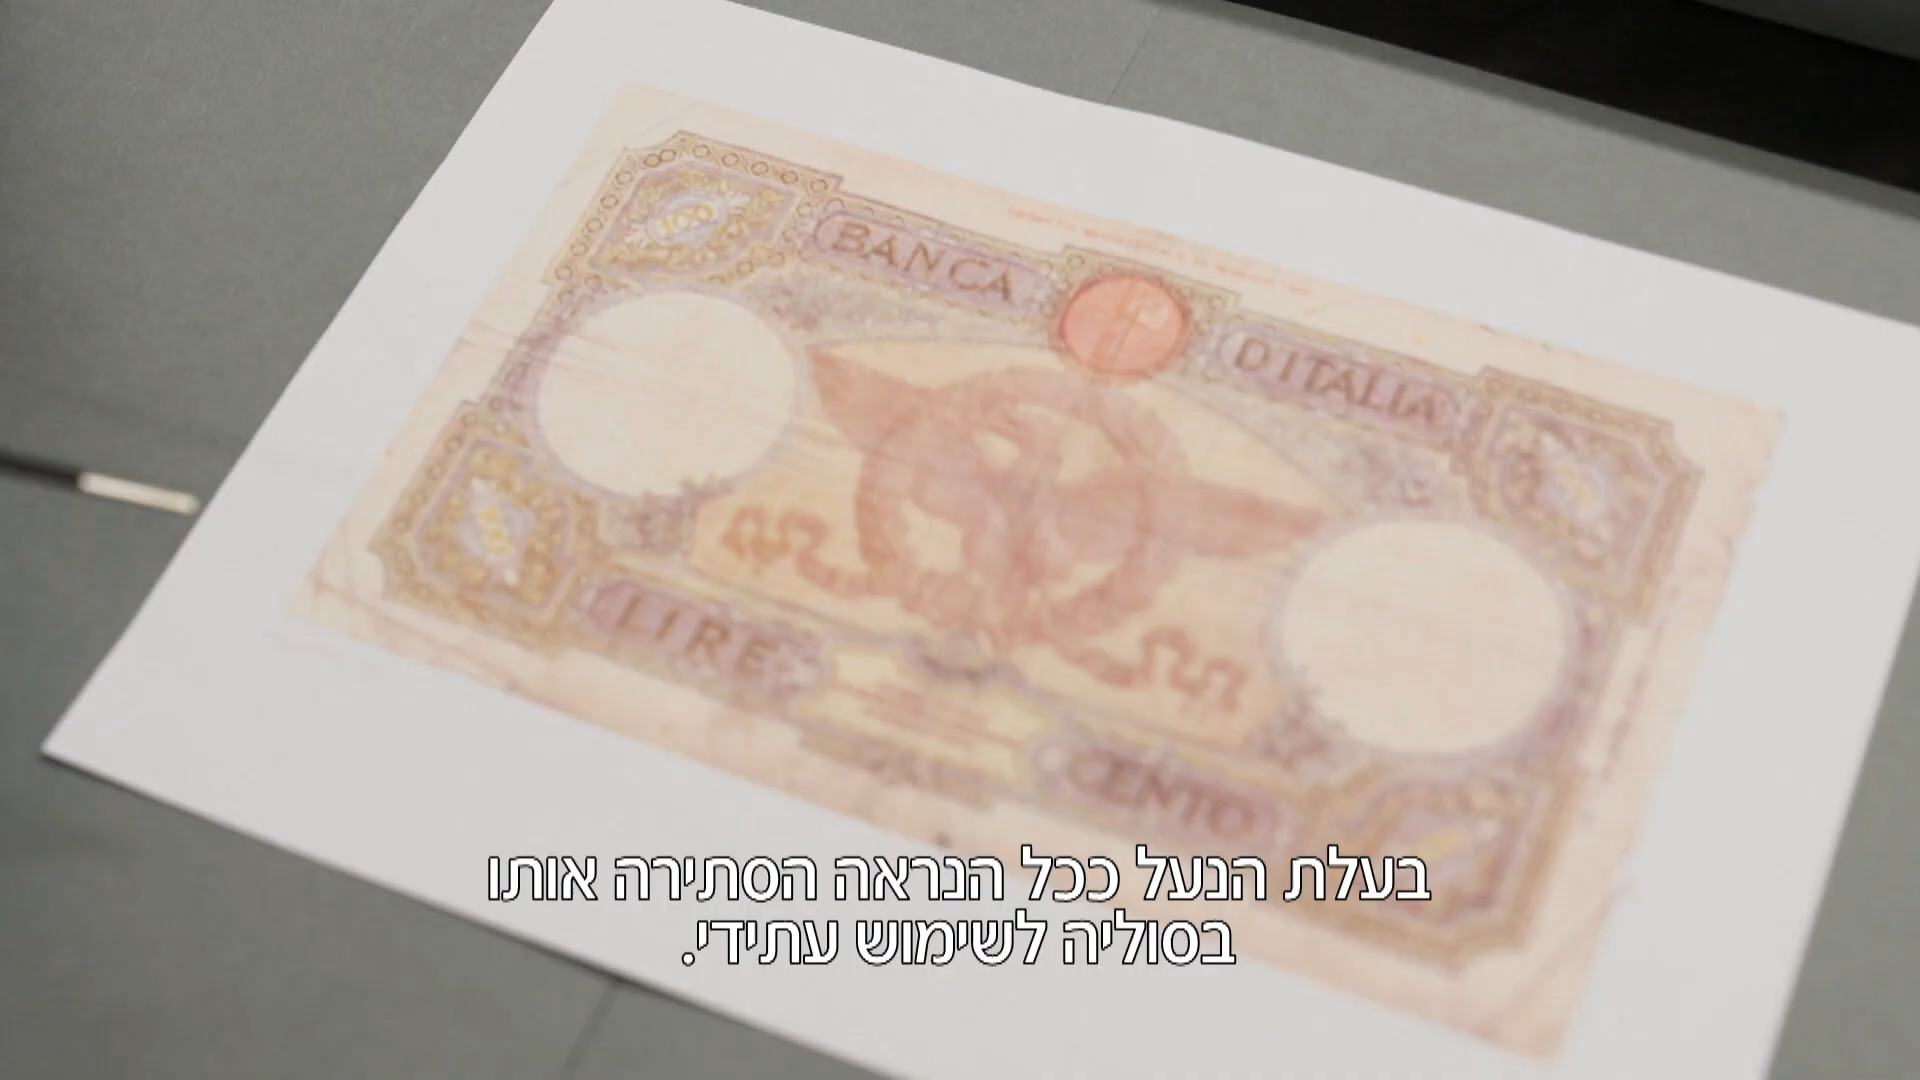 BANCA
D'ITALIA
LIRE
CENTO
בעלת הנעל ככל הנראה הסתירה אותו
בסוליה לשימוש עתידי.